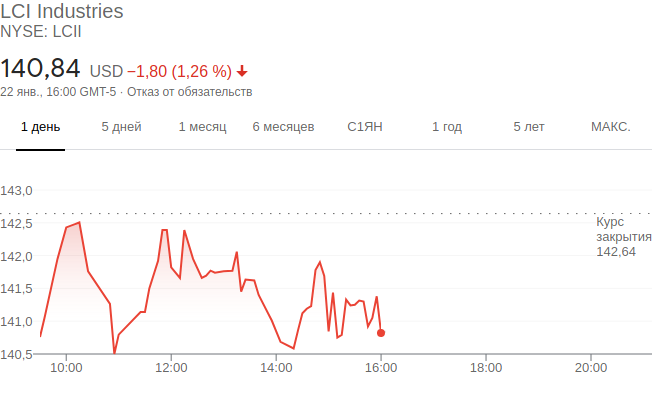 LCI Industries
NYSE: LCII
140,84 USD −1,80 (1,26 %)
22 янв., 16:00 GMT-5 · Отказ от обязательств
1 день 5 дней 1 месяц 6 месяцев С1ЯН 1 год 5 лет МАКС.
143,0
142,5
142,0
141,5
141,0
140,5
Курс
закрытия
142,64
10:00 12:00 14:00 16:00 18:00 20:00